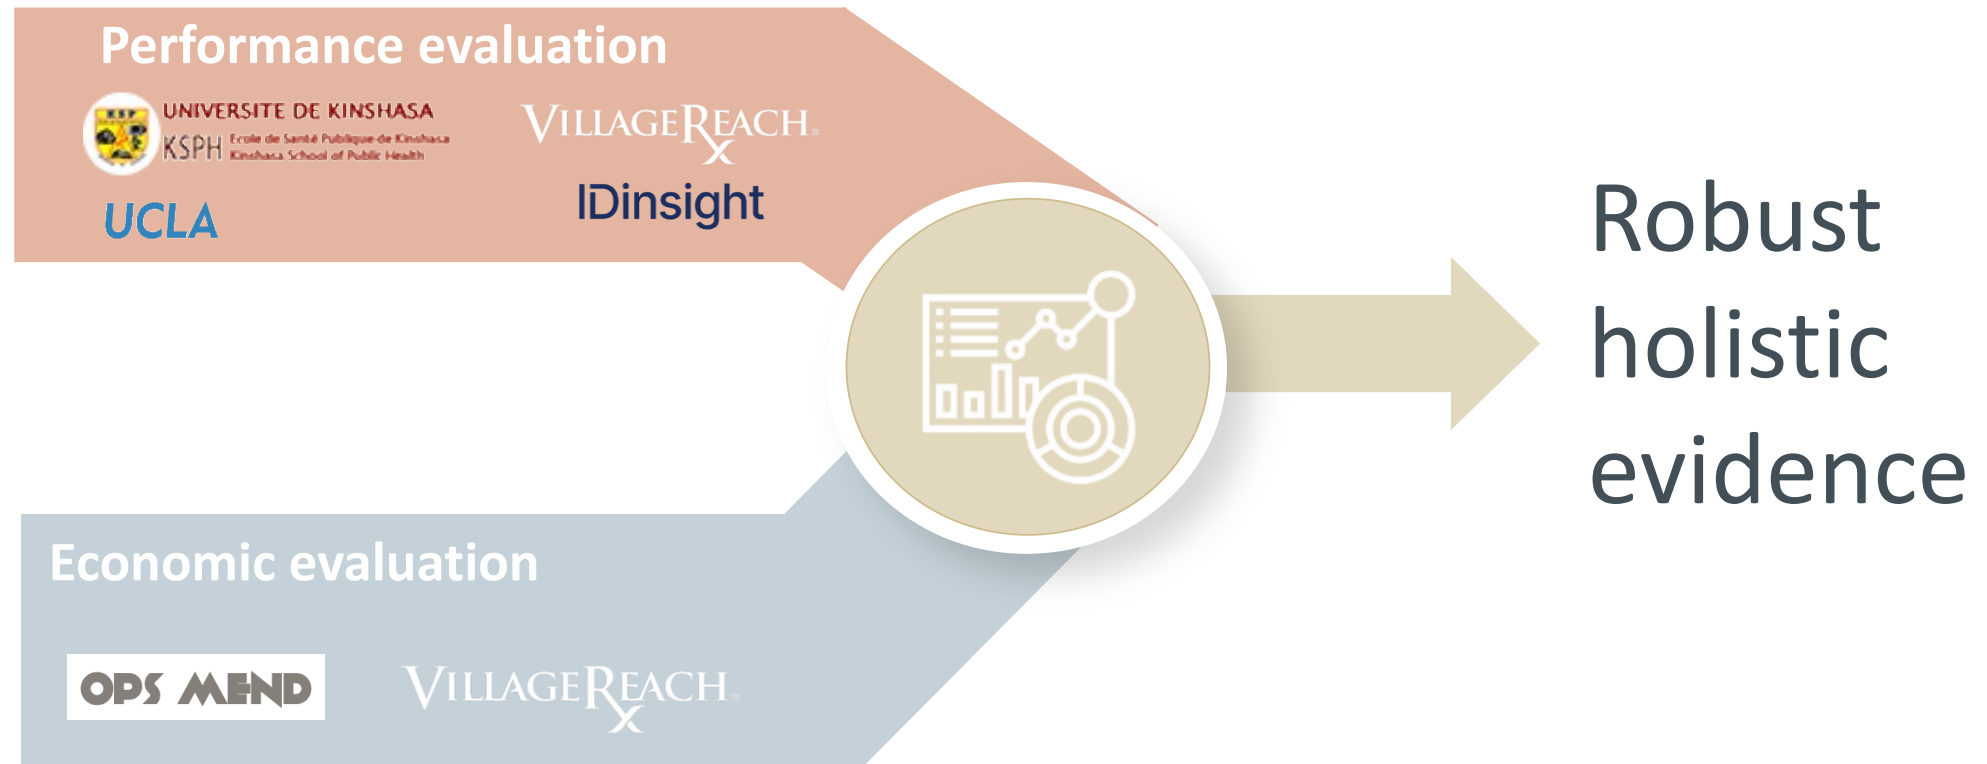 Performance evaluation
KSP
UNIVERSITE DE KINSHASA
KSPH
Ecole de Santé Publique de Kinshasa
Kinshasa School of Public Health
VILLAGEREACH®
UCLA
IDinsight
Robust
holistic
evidence
Economic evaluation
OPS MEND
VILLAGEREACH®